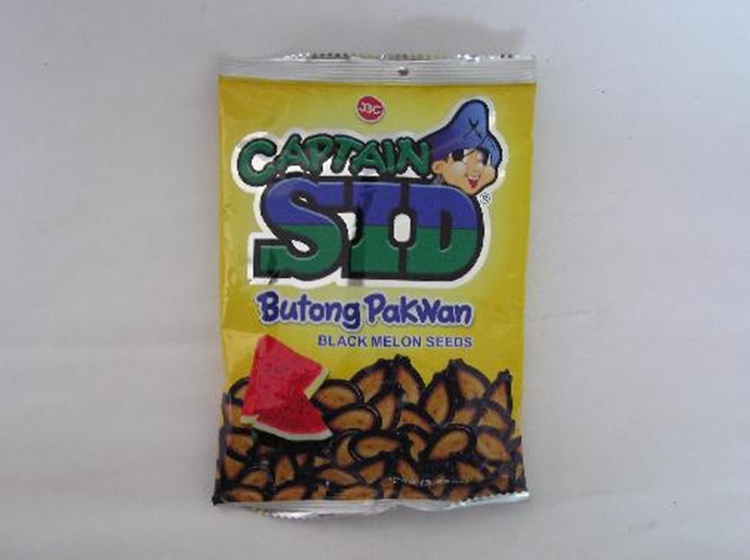 JBC
CAPTAIN
SID®
Butong Pakwan
BLACK MELON SEEDS